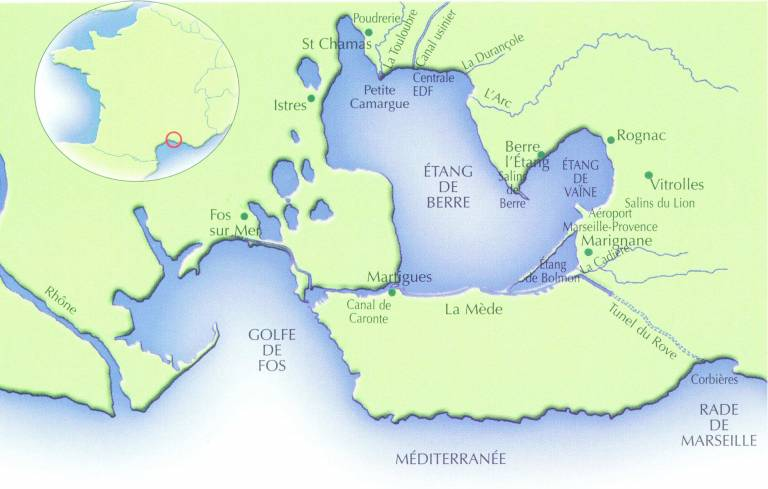 Poudrerie
St Chamas
La Touloubre
Canal usinier
La Durançole
Centrale
EDF
Petite
Camargue
L'Arc
Istres
Berre
l'Étang
Salins
de
Berre
Rognac
ÉTANG
DE
BERRE
ÉTANG
DE
VAÏNE
Vitrolles
Salins du Lion
Fos
sur Mer
Aéroport
Marseille-Provence
Marignane
La Cadière
Étang
de Bolmon
Martigues
Rhône
Canal de
Caronte
La Mède
Tunel du Rove
GOLFE
DE
FOS
Corbières
RADE
DE
MARSEILLE
MÉDITERRANÉE